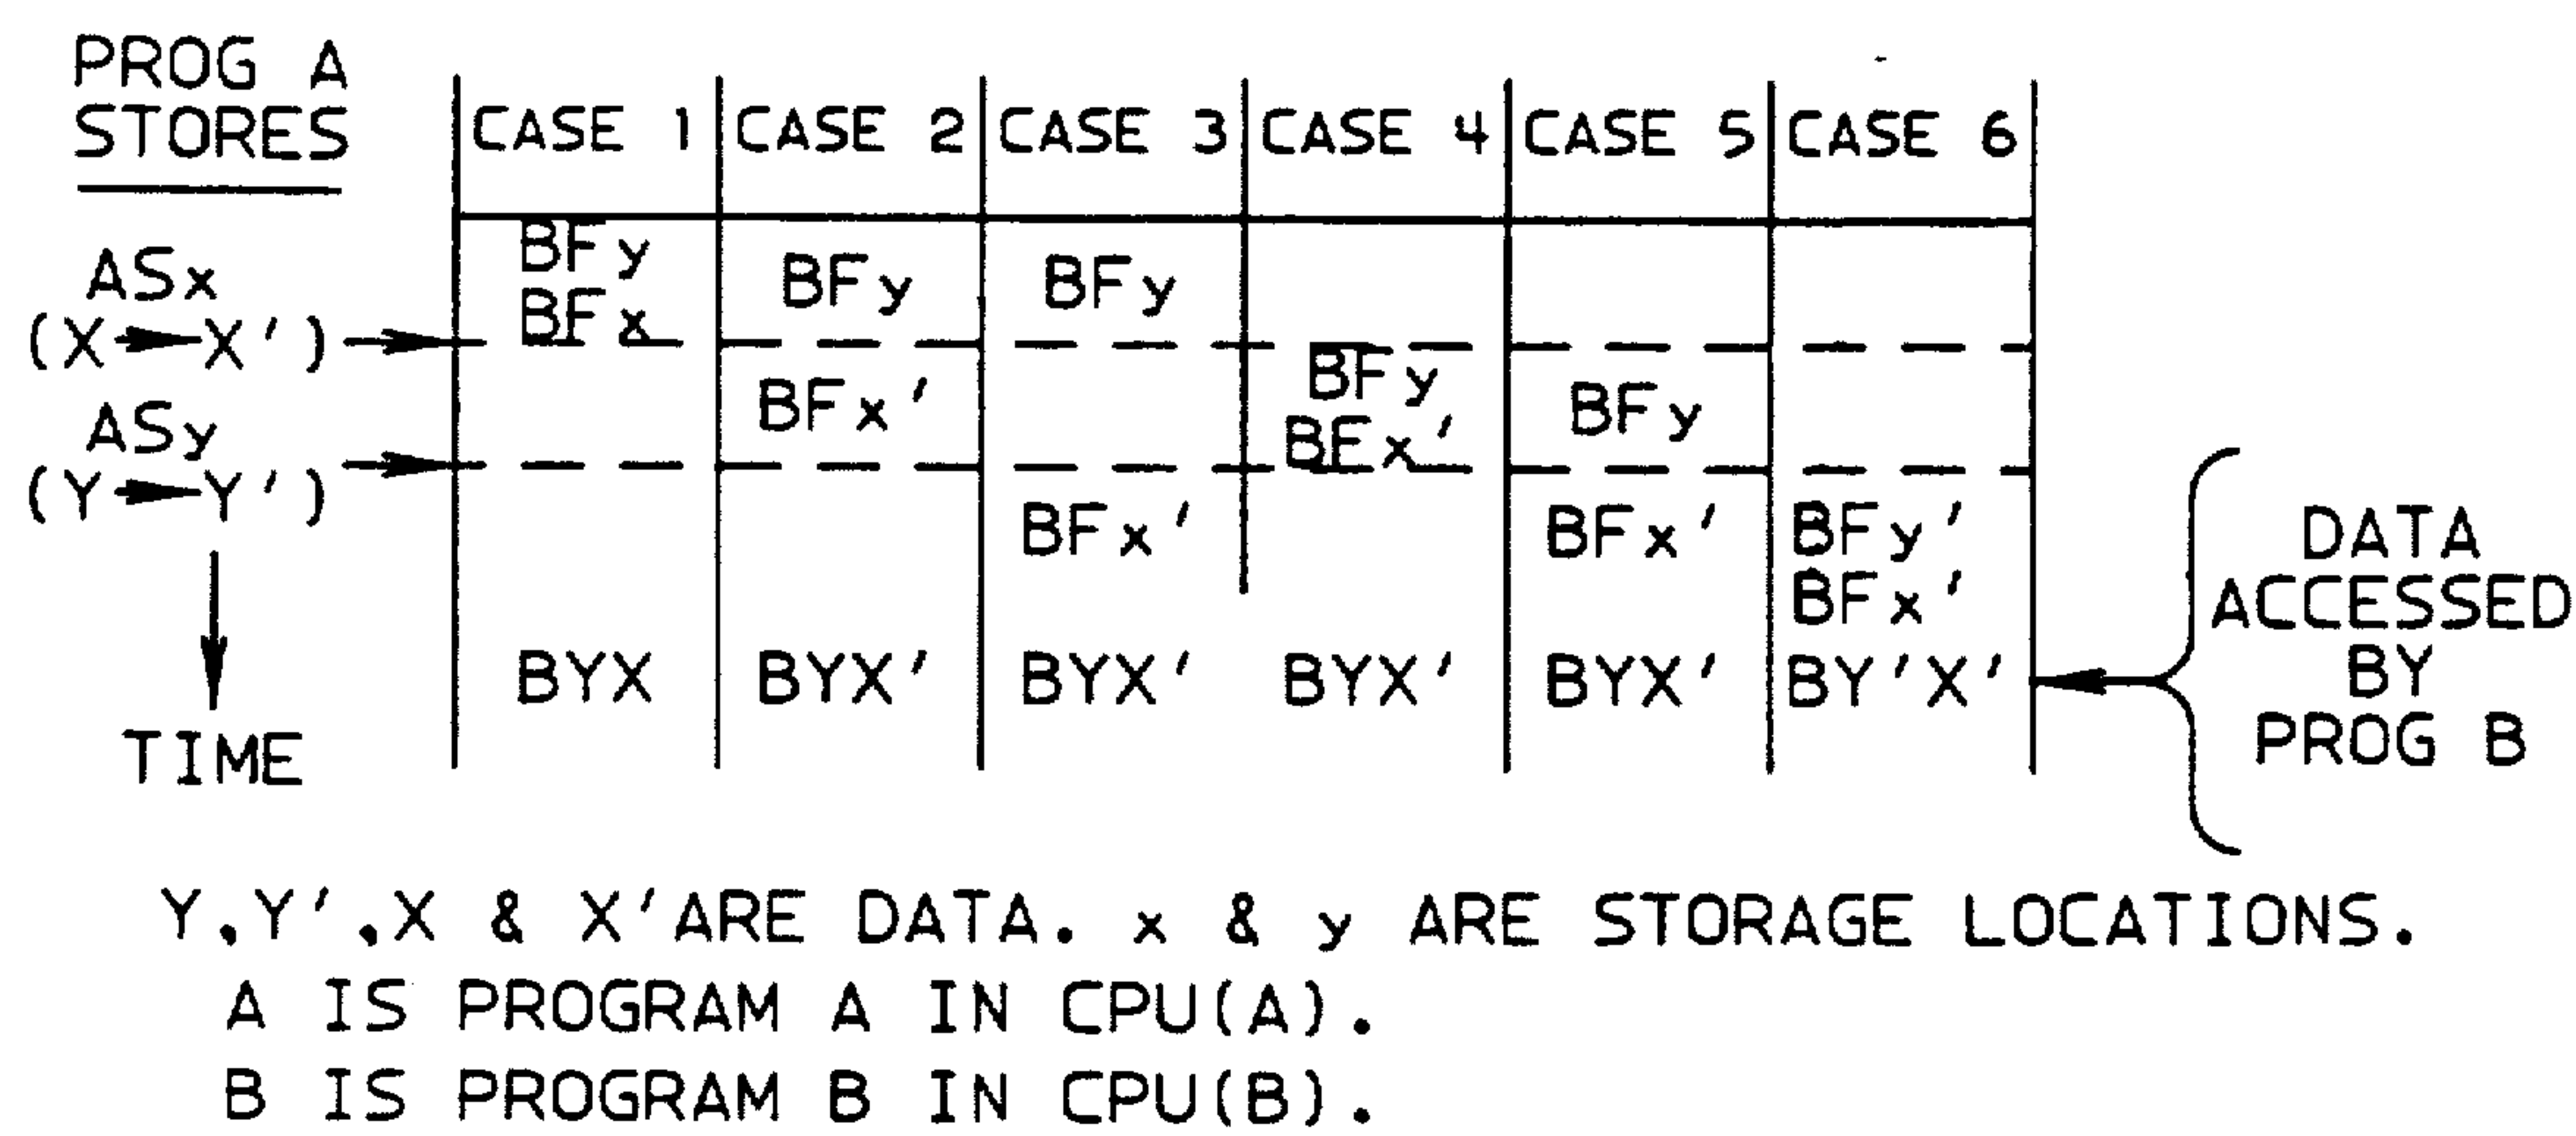 PROG A
STORES
CASE 1 CASE 2 CASE 3 CASE 4 CASE 5 CASE 6
ASx
(X→X')
ASy
(Y→Y')
TIME
BFy BFy BFy
BFx
BFx' BFy BFy
BFx'
BFx' BFx' BFy'
BFx'
BYX BYX' BYX' BYX' BYX' BY'X'
DATA
ACCESSED
BY
PROG B
Y,Y',X & X'ARE DATA. x & y ARE STORAGE LOCATIONS.
A IS PROGRAM A IN CPU(A).
B IS PROGRAM B IN CPU(B).